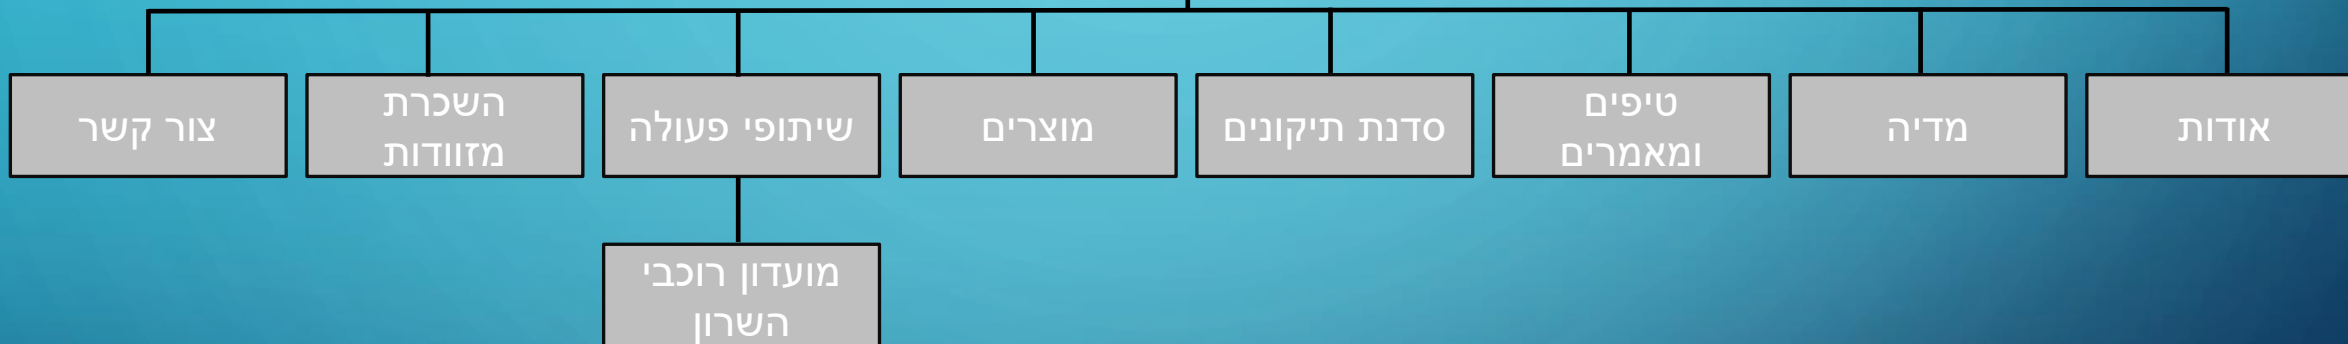 אודות
מדיה
טיפים
ומאמרים
סדנת תיקונים
מוצרים
שיתופי פעולה
השכרת
מזוודות
צור קשר
מועדון רוכבי
השרון